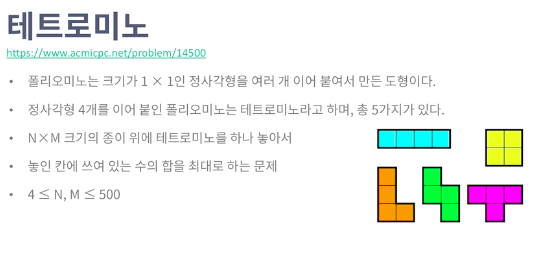 테트로미노
https://www.acmicpc.net/problem/14500
• 폴리오미노는 크기가 1 × 1인 정사각형을 여러 개 이어 붙여서 만든 도형이다.
• 정사각형 4개를 이어 붙인 폴리오미노는 테트로미노라고 하며, 총 5가지가 있다.
• N×M 크기의 종이 위에 테트로미노를 하나 놓아서
• 놓인 칸에 쓰여 있는 수의 합을 최대로 하는 문제
• 4 ≤ N, M ≤ 500